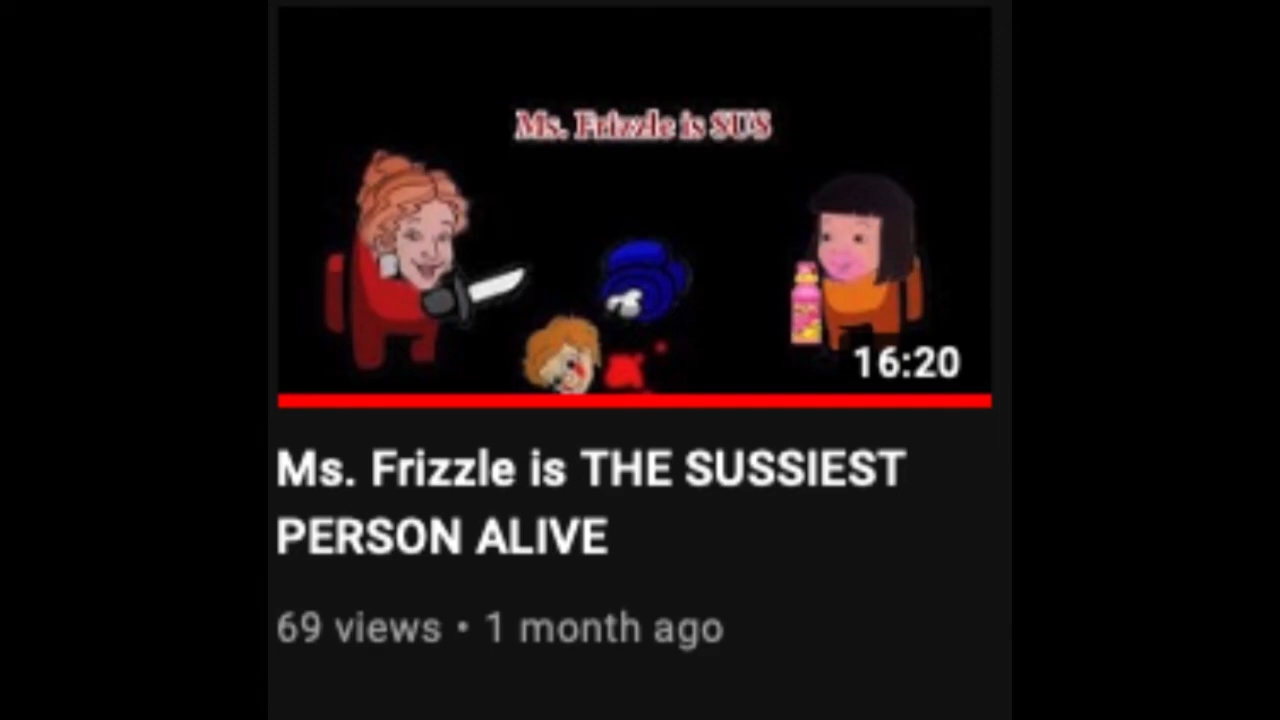 Ms. Frizzle is SUS
16:20
Ms. Frizzle is THE SUSSIEST
PERSON ALIVE
69 views • 1 month ago